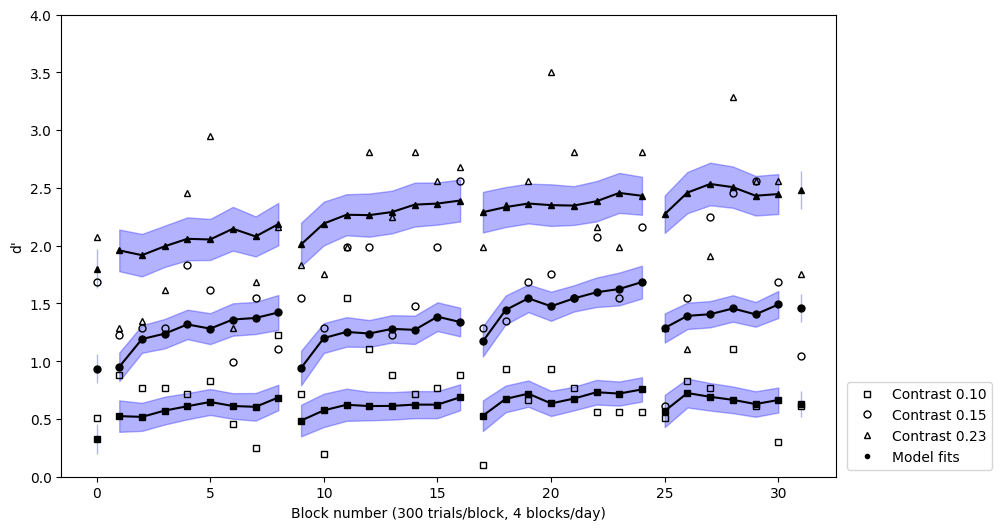 4.0
3.5
3.0
2.5
2.0
1.5
1.0
0.5
0.0
d'
0
5
10
15
20
25
30
Block number (300 trials/block, 4 blocks/day)
Contrast 0.10
Contrast 0.15
Contrast 0.23
Model fits